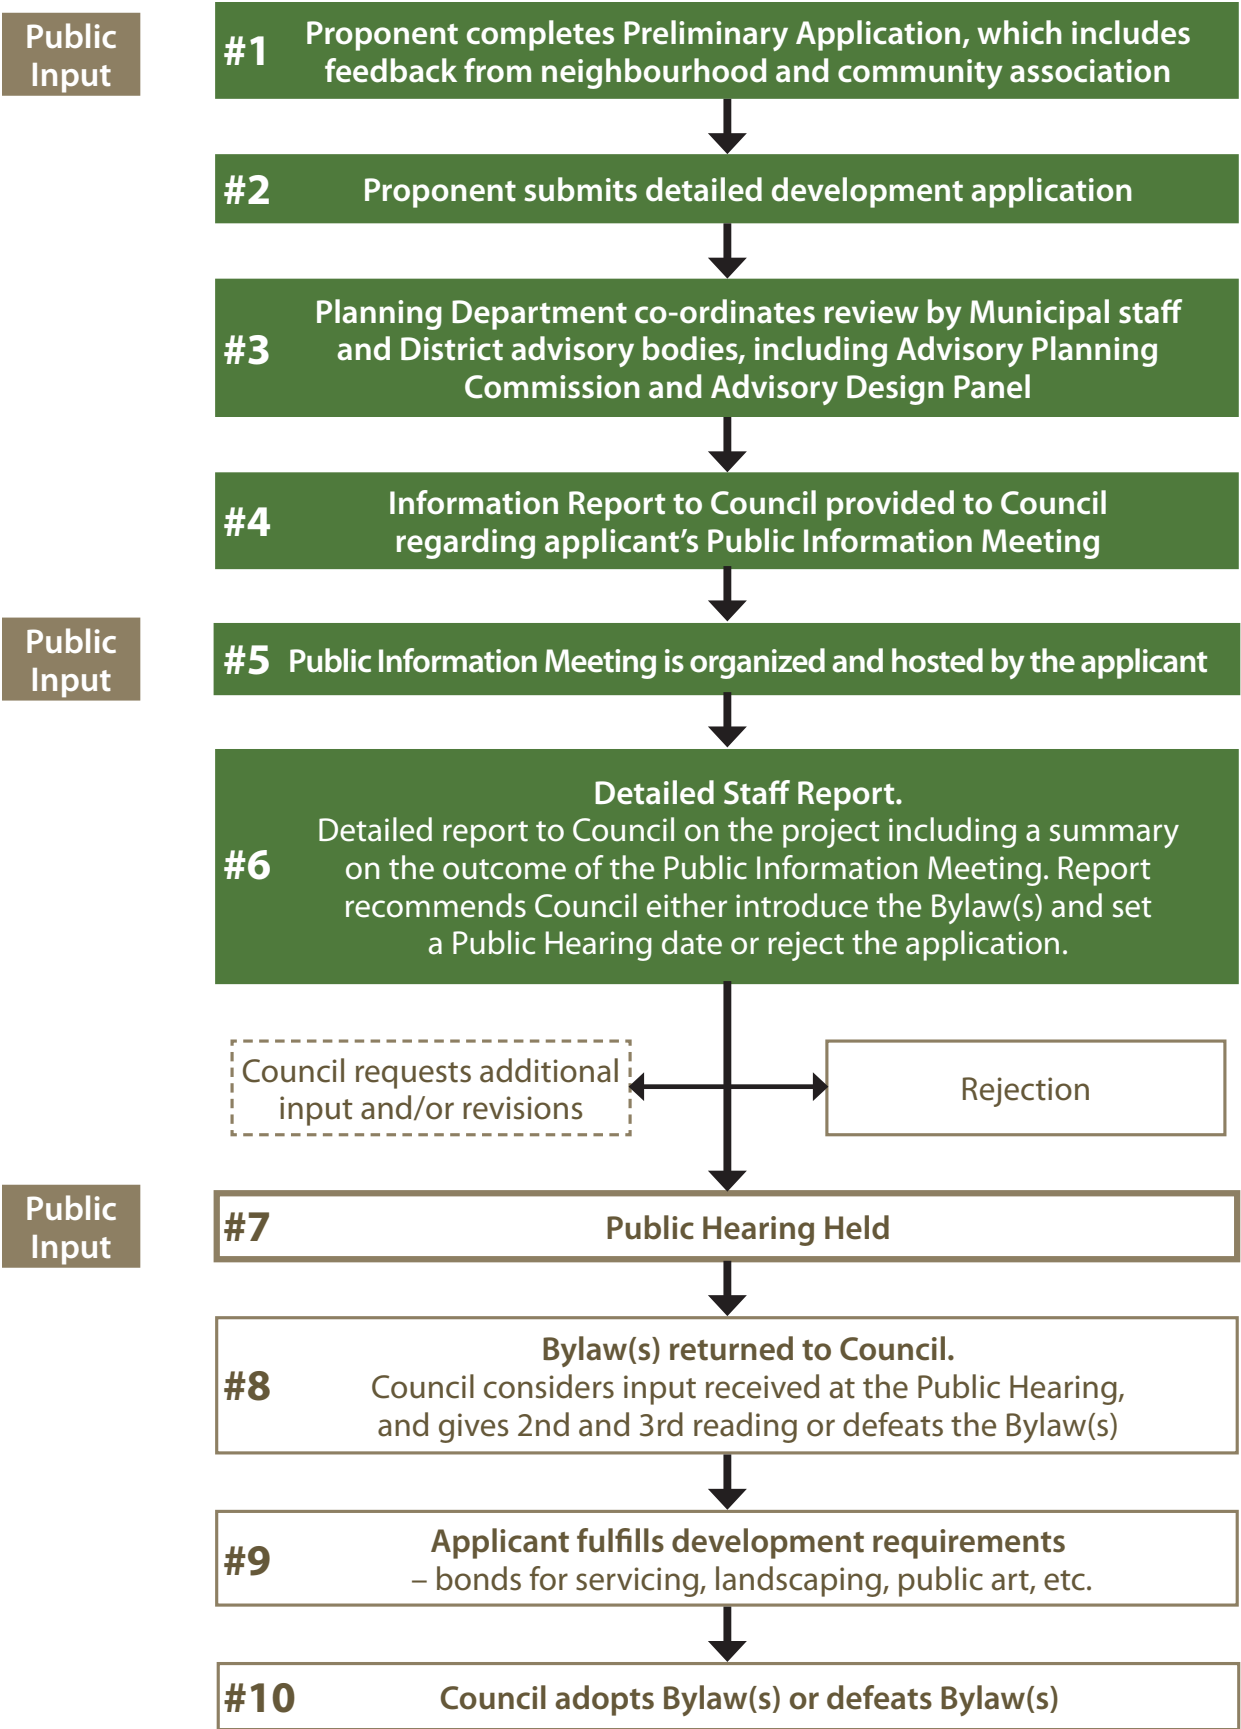 Public
Input
#1 Proponent completes Preliminary Application, which includes
feedback from neighbourhood and community association
#2 Proponent submits detailed development application
Planning Department co-ordinates review by Municipal staff
#3 and District advisory bodies, including Advisory Planning
Commission and Advisory Design Panel
#4 Information Report to Council provided to Council
regarding applicant’s Public Information Meeting
Public
Input
#5 Public Information Meeting is organized and hosted by the applicant
Detailed Staff Report.
Detailed report to Council on the project including a summary
#6 on the outcome of the Public Information Meeting. Report
recommends Council either introduce the Bylaw(s) and set
a Public Hearing date or reject the application.
Council requests additional
input and/or revisions
Rejection
Public
Input
#7 Public Hearing Held
Bylaw(s) returned to Council.
#8 Council considers input received at the Public Hearing,
and gives 2nd and 3rd reading or defeats the Bylaw(s)
#9 Applicant fulfills development requirements
– bonds for servicing, landscaping, public art, etc.
#10 Council adopts Bylaw(s) or defeats Bylaw(s)